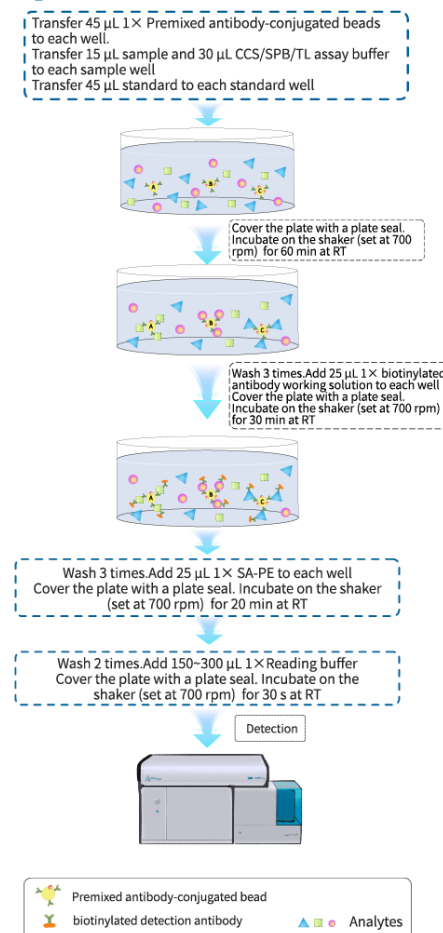 Transfer 45 μL 1× Premixed antibody-conjugated beads
to each well.
Transfer 15 μL sample and 30 μL CCS/SPB/TL assay buffer
to each sample well
Transfer 45 μL standard to each standard well
A
B
C
Cover the plate with a plate seal.
Incubate on the shaker (set at 700
rpm) for 60 min at RT
A
B
C
Wash 3 times.Add 25 μL 1× biotinylated
antibody working solution to each well
Cover the plate with a plate seal.
Incubate on the shaker (set at 700 rpm)
for 30 min at RT
A
B
C
Wash 3 times.Add 25 μL 1× SA-PE to each well
Cover the plate with a plate seal. Incubate on the shaker
(set at 700 rpm) for 20 min at RT
Wash 2 times.Add 150~300 μL 1×Reading buffer
Cover the plate with a plate seal. Incubate on the
shaker (set at 700 rpm) for 30 s at RT
Detection
Premixed antibody-conjugated bead
biotinylated detection antibody
Analytes